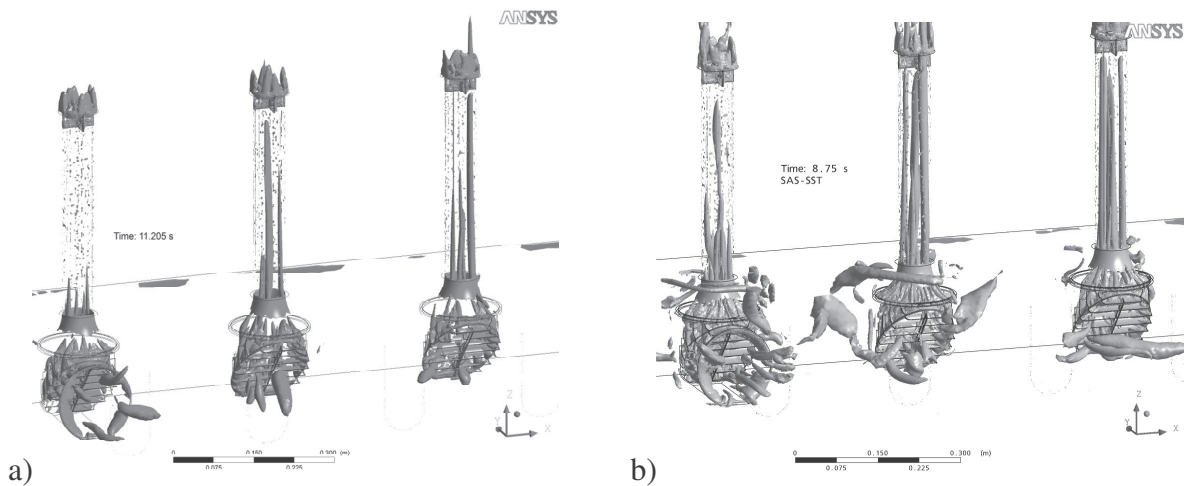 ANSYS
Time: 11.205 s
0
0.150
0.300 (m)
0.075
0.225
Z
Y
X
a)
ANSYS
Time: 8.75 s
SAS-SST
0
0.150
0.300 (m)
0.075
0.225
Z
Y
X
b)